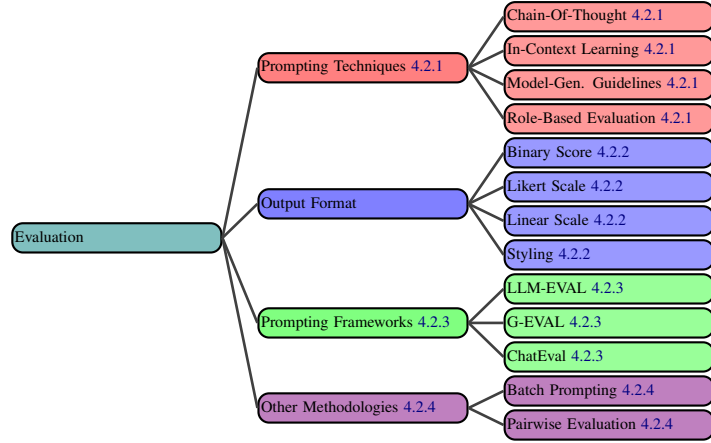 Evaluation
Prompting Techniques 4.2.1
Chain-Of-Thought 4.2.1
In-Context Learning 4.2.1
Model-Gen. Guidelines 4.2.1
Role-Based Evaluation 4.2.1
Output Format
Binary Score 4.2.2
Likert Scale 4.2.2
Linear Scale 4.2.2
Styling 4.2.2
Prompting Frameworks 4.2.3
LLM-EVAL 4.2.3
G-EVAL 4.2.3
ChatEval 4.2.3
Other Methodologies 4.2.4
Batch Prompting 4.2.4
Pairwise Evaluation 4.2.4